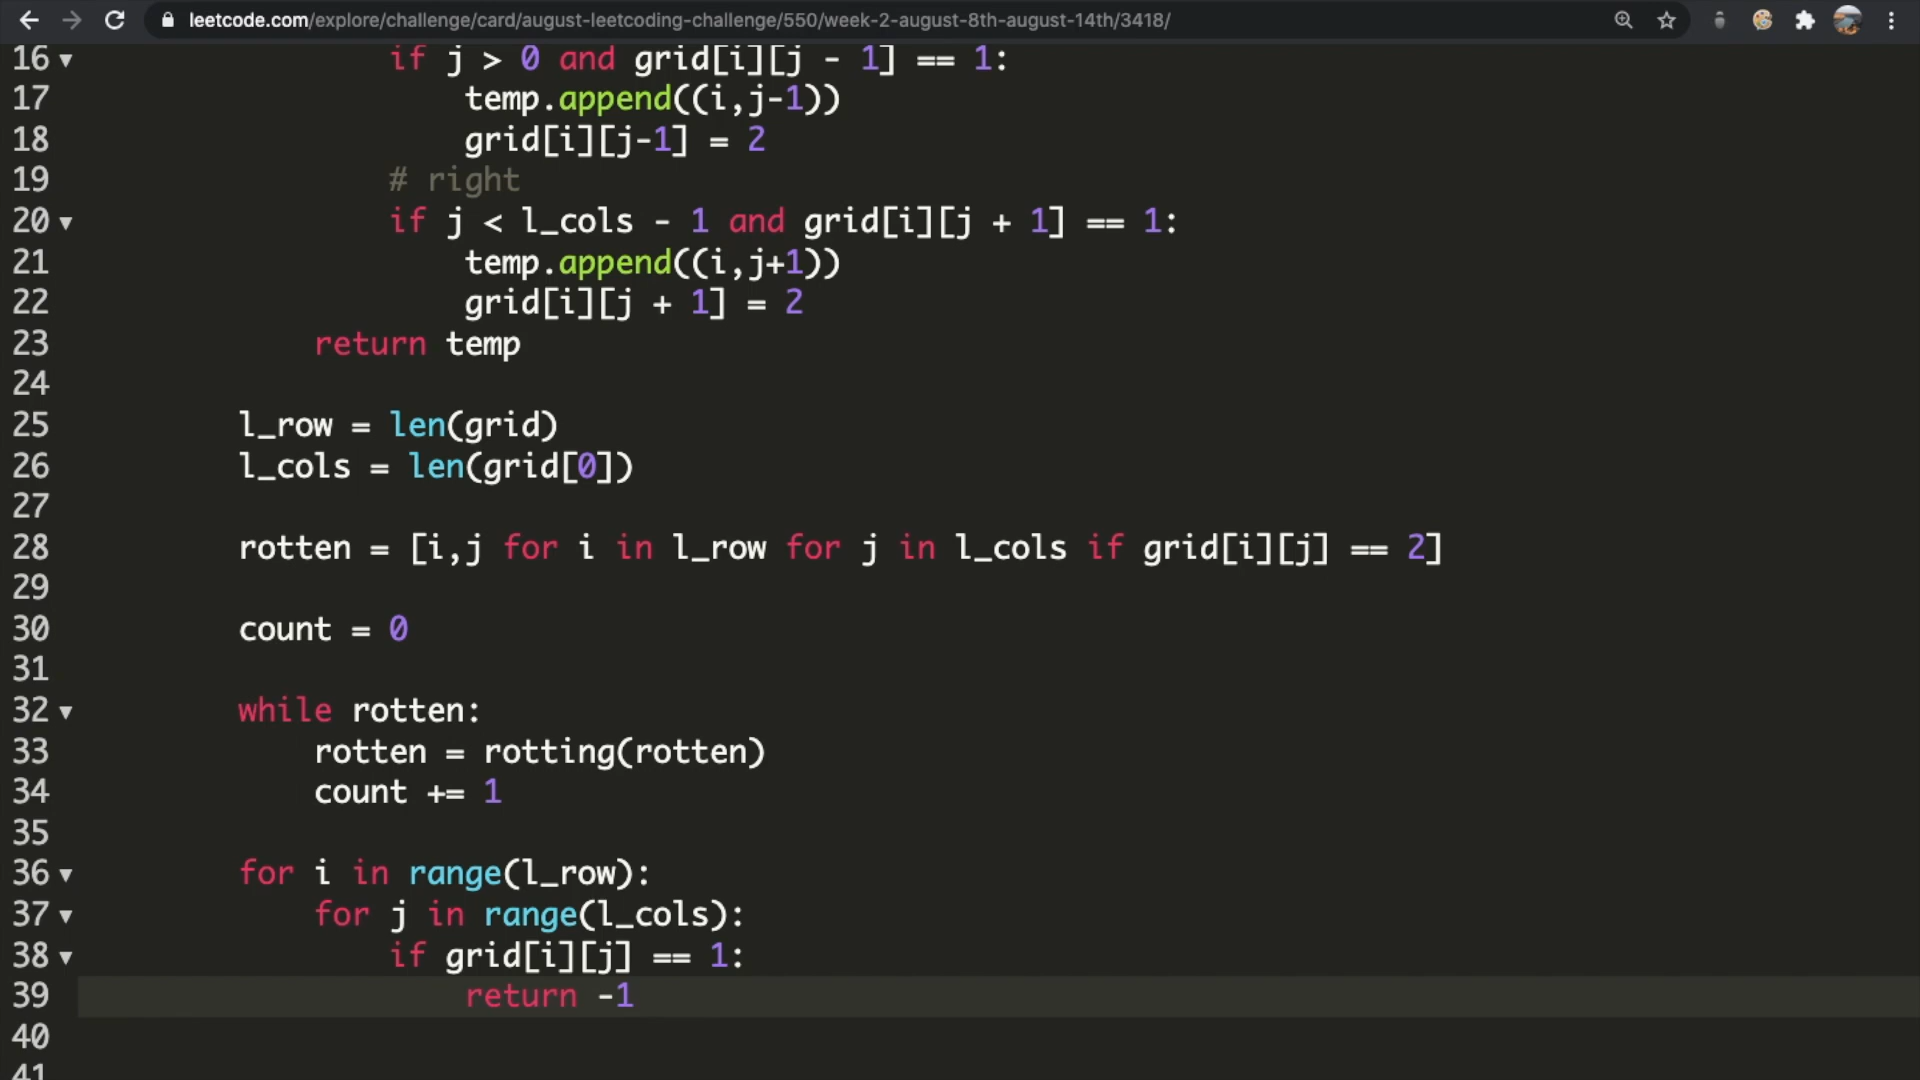 leetcode.com/explore/challenge/card/august-leetcoding-challenge/550/week-2-august-8th-august-14th/3418/
16 if j > 0 and grid[i][j - 1] == 1:
17 temp.append((i,j-1))
18 grid[i][j-1] = 2
19 # right
20 if j < l_cols - 1 and grid[i][j + 1] == 1:
21 temp.append((i,j+1))
22 grid[i][j + 1] = 2
23 return temp
24
25 l_row = len(grid)
26 l_cols = len(grid[0])
27
28 rotten = [i,j for i in l_row for j in l_cols if grid[i][j] == 2]
29
30 count = 0
31
32 while rotten:
33 rotten = rotting(rotten)
34 count += 1
35
36 for i in range(l_row):
37 for j in range(l_cols):
38 if grid[i][j] == 1:
39 return -1
40
41